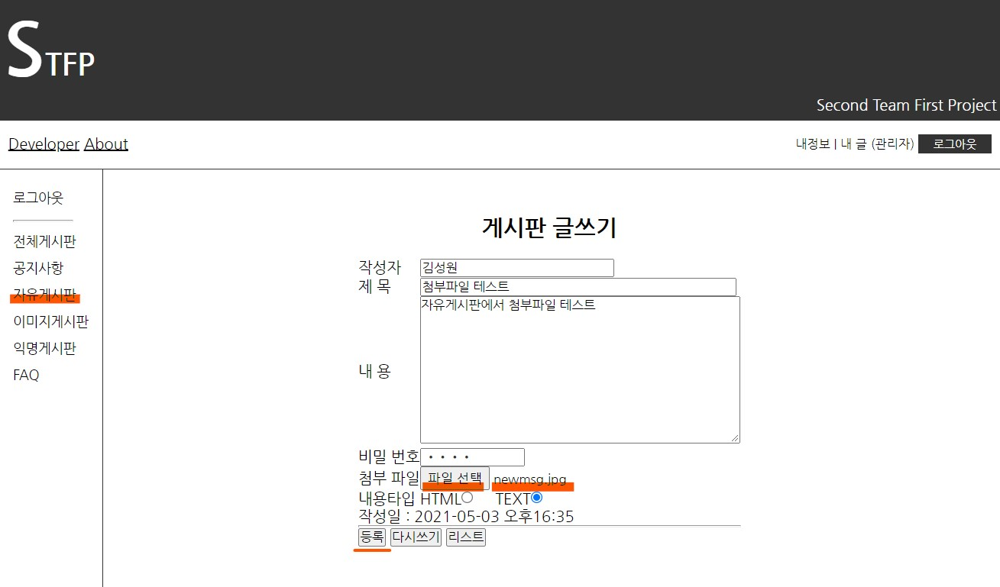 STFP
Second Team First Project
Developer About
내정보 | 내 글 (관리자) 로그아웃
로그아웃
전체게시판
공지사항
자유게시판
이미지게시판
익명게시판
FAQ
게시판 글쓰기
작성자 김성원
제 목 첨부파일 테스트
내 용 자유게시판에서 첨부파일 테스트
비밀 번호 ····
첨부 파일 파일 선택 newmsg.jpg
내용타입 HTML TEXT
작성일 : 2021-05-03 오후16:35
등록 다시쓰기 리스트